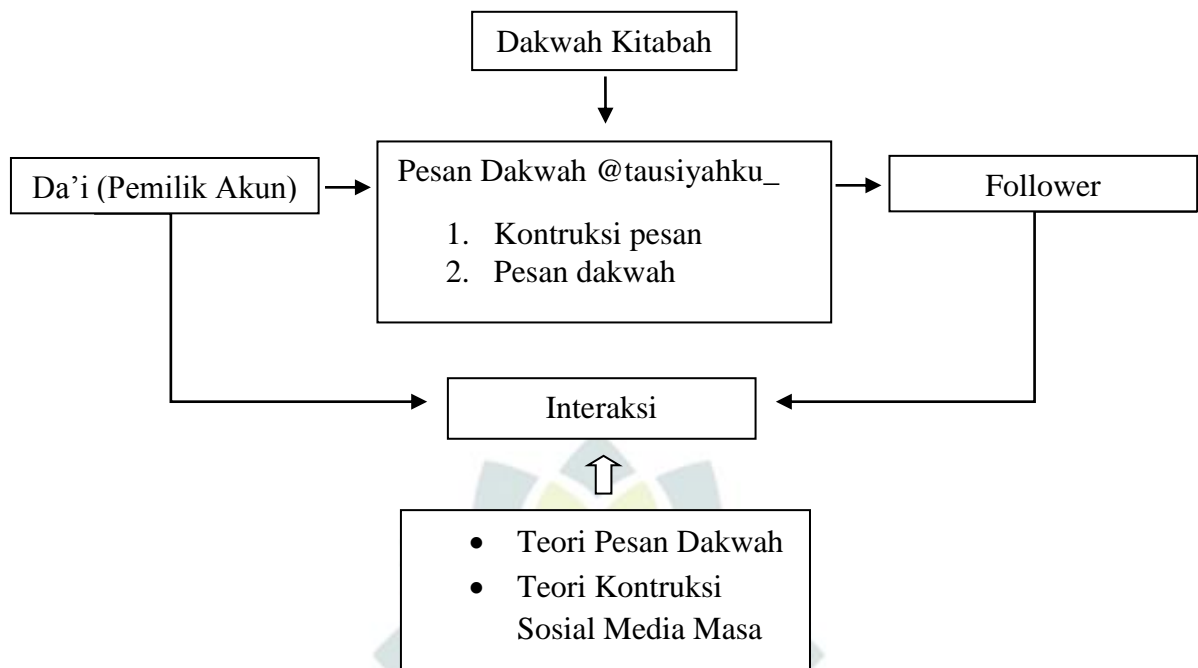 Dakwah Kitabah
Da’i (Pemilik Akun)
Pesan Dakwah @tausiyahku_
1. Kontruksi pesan
2. Pesan dakwah
Follower
Interaksi
• Teori Pesan Dakwah
• Teori Kontruksi
Sosial Media Masa